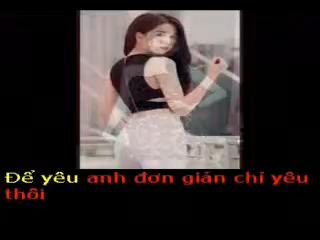 Để yêu anh đơn giản chỉ yêu
thôi